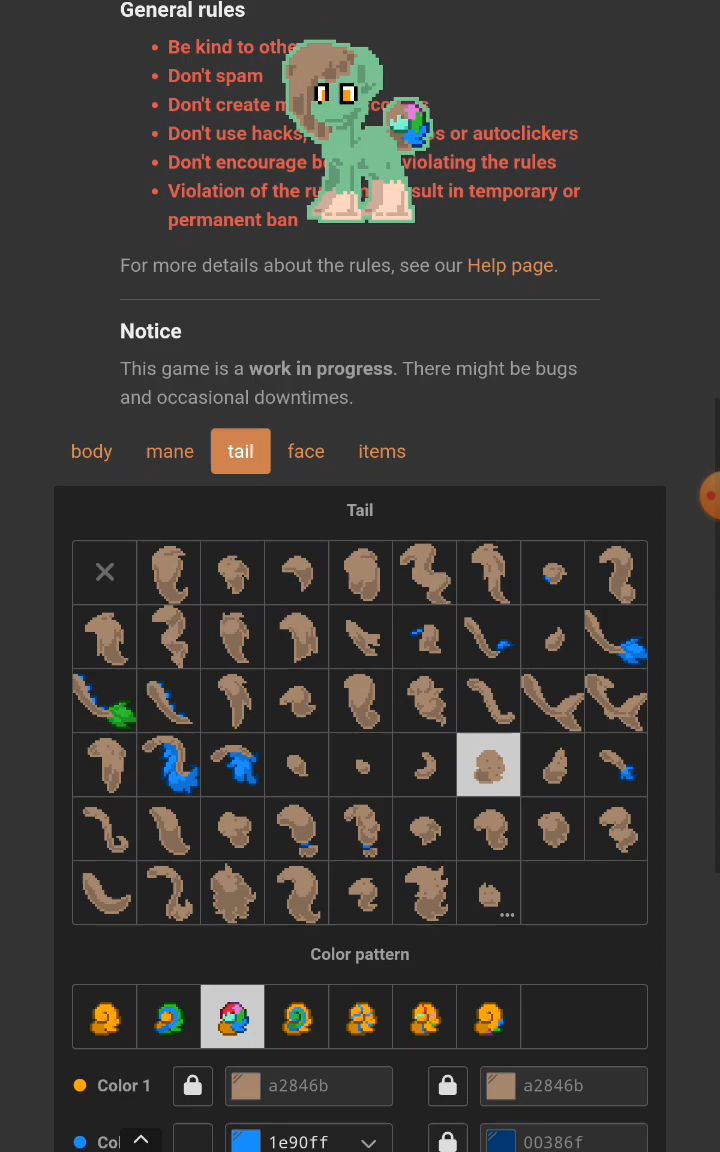 General rules
• Be kind to othe
• Don't spam
• Don't create m
• Don't use hacks, s or autoclickers
• Don't encourage violating the rules
• Violation of the ru sult in temporary or
permanent ban
For more details about the rules, see our Help page.
Notice
This game is a work in progress. There might be bugs
and occasional downtimes.
body mane tail face items
Tail
Color pattern
Color 1 a2846b a2846b
Co 1e90ff 00386f